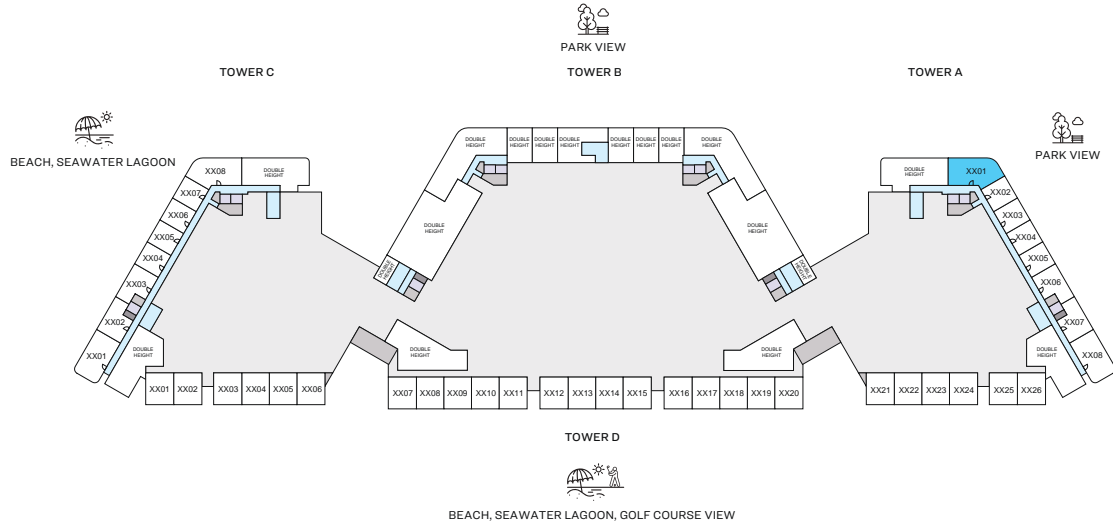 PARK VIEW
TOWER C
TOWER B
TOWER A
BEACH, SEAWATER LAGOON
PARK VIEW
DOUBLE
HEIGHT
DOUBLE
HEIGHT
DOUBLE
HEIGHT
DOUBLE
HEIGHT
DOUBLE
HEIGHT
DOUBLE
HEIGHT
DOUBLE
HEIGHT
DOUBLE
HEIGHT
XX08
DOUBLE
HEIGHT
XX07
XX06
XX05
XX04
XX03
XX02
XX01
DOUBLE
HEIGHT
DOUBLE
HEIGHT
DOUBLE
HEIGHT
DOUBLE
HEIGHT
DOUBLE
HEIGHT
DOUBLE
HEIGHT
XX01
XX02
XX03
XX04
XX05
XX06
XX07
XX08
DOUBLE
HEIGHT
DOUBLE
HEIGHT
DOUBLE
HEIGHT
DOUBLE
HEIGHT
XX01 XX02 XX03 XX04 XX05 XX06 XX07 XX08 XX09 XX10 XX11 XX12 XX13 XX14 XX15 XX16 XX17 XX18 XX19 XX20 XX21 XX22 XX23 XX24 XX25 XX26
TOWER D
BEACH, SEAWATER LAGOON, GOLF COURSE VIEW